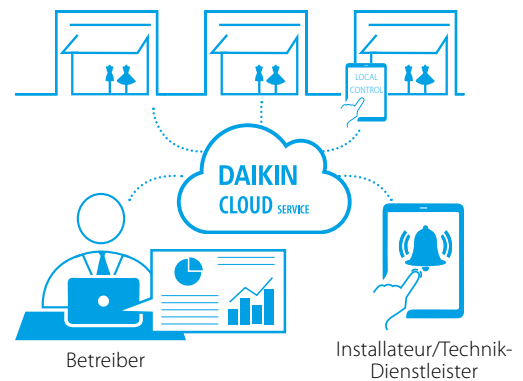 LOCAL
CONTROL
DAIKIN
CLOUD SERVICE
Betreiber
Installateur/Technik-
Dienstleister